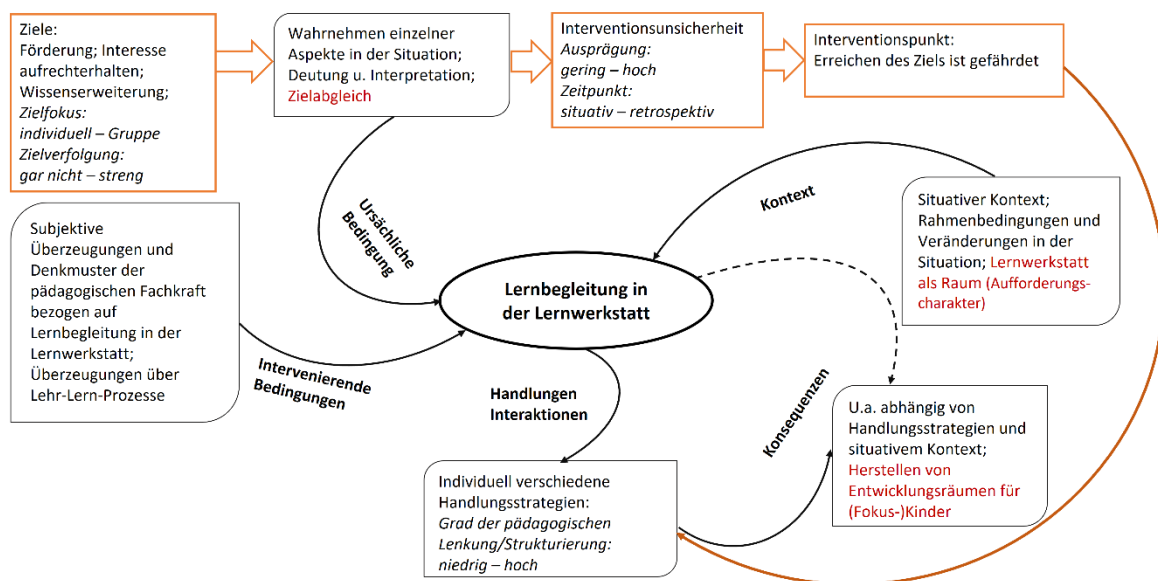 Ziele:
Förderung; Interesse
aufrechterhalten;
Wissenserweiterung;
Zielfokus:
individuell – Gruppe
Zielverfolgung:
gar nicht – streng
Wahrnehmen einzelner
Aspekte in der Situation;
Deutung u. Interpretation;
Zielabgleich
Interventionsunsicherheit
Ausprägung:
gering – hoch
Zeitpunkt:
situativ – retrospektiv
Interventionspunkt:
Erreichen des Ziels ist gefährdet
Subjektive
Überzeugungen und
Denkmuster der
pädagogischen Fachkraft
bezogen auf
Lernbegleitung in der
Lernwerkstatt;
Überzeugungen über
Lehr-Lern-Prozesse
Ursächliche
Bedingung
Kontext
Situativer Kontext;
Rahmenbedingungen und
Veränderungen in der
Situation; Lernwerkstatt
als Raum (Aufforderungs-
charakter)
Lernbegleitung in
der Lernwerkstatt
Intervenierende
Bedingungen
Handlungen
Interaktionen
Konsequenzen
U.a. abhängig von
Handlungsstrategien und
situativem Kontext;
Herstellen von
Entwicklungsräumen für
(Fokus-)Kinder
Individuell verschiedene
Handlungsstrategien:
Grad der pädagogischen
Lenkung/Strukturierung:
niedrig – hoch